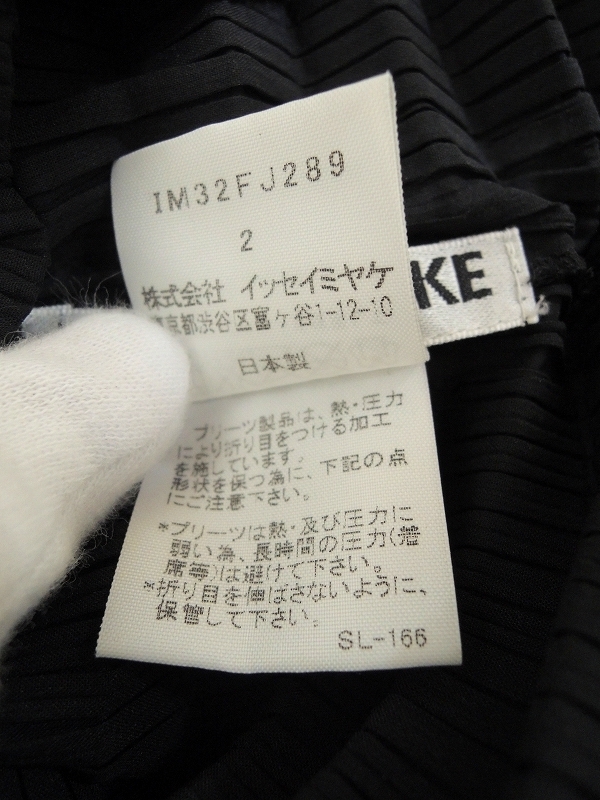 IM32FJ289
2
株式会社 イッセイミヤケ
京都渋谷区富ヶ谷1-12-10
日本製
KE
プリーツ製品は、熱・圧力
により折り目をつける加工
を施しています。
形状を保つ為に、下記の点
にご注意下さい。
*プリーツは熱・及び圧力に
弱い為、長時間の圧力(着
席等)は避けて下さい。
*折り目を伸ばさないように、
保管して下さい。
SL-166